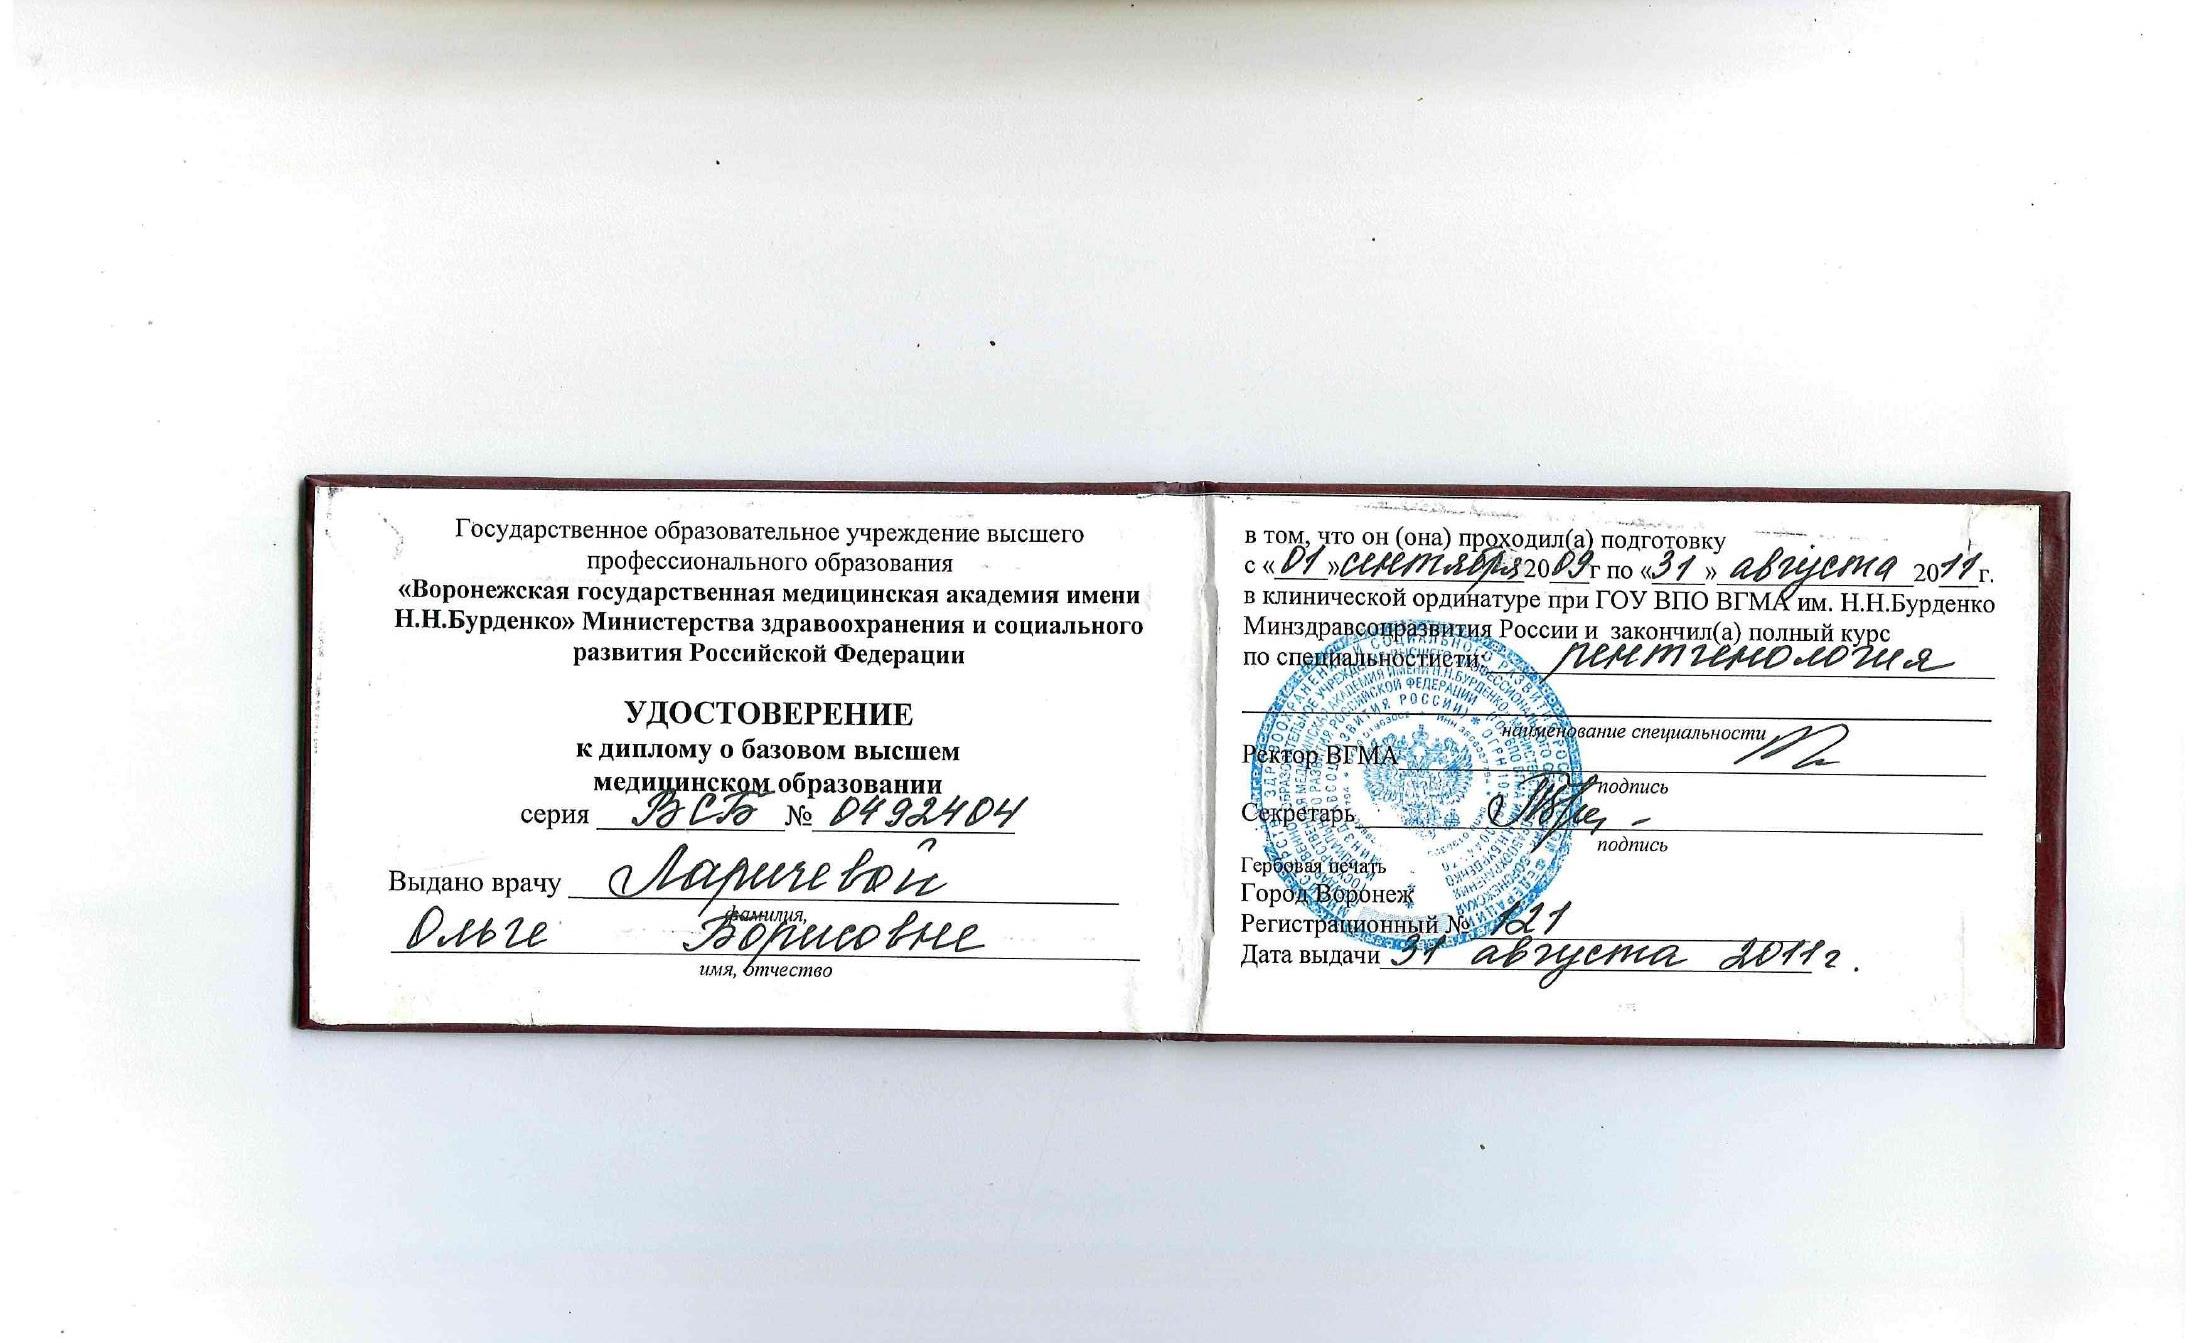 Государственное образовательное учреждение высшего
профессионального образования
«Воронежская государственная медицинская академия имени
Н.Н.Бурденко» Министерства здравоохранения и социального
развития Российской Федерации
УДОСТОВЕРЕНИЕ
к диплому о базовом высшем
медицинском образовании
серия ВСБ № 0492404
Выдано врачу Ларичевой
фамилия,
Ольге Борисовне
имя, отчество
в том, что он (она) проходил(а) подготовку
с «01» сентября 2009г по «31» августа 2011г.
в клинической ординатуре при ГОУ ВПО ВГМА им. Н.Н.Бурденко
Минздравсоцразвития России и закончил(а) полный курс
по специальностиети: рентгенология
наименование специальности
Ректор ВГМА
подпись
Секретарь
подпись
Гербовая печать
Город Воронеж
Регистрационный № 121
Дата выдачи 31 августа 2011г.